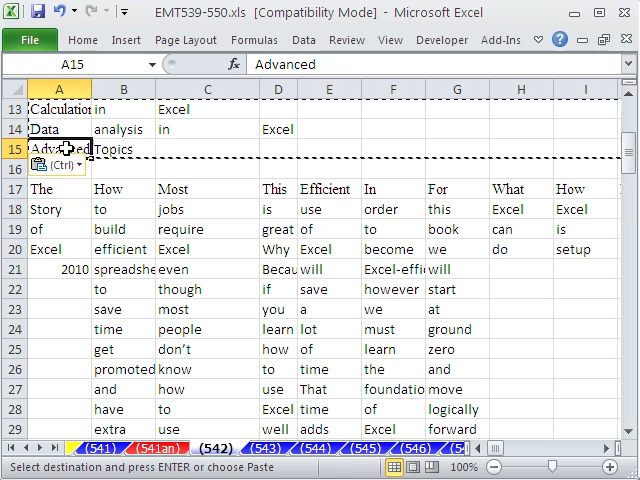 EMT539-550.xls [Compatibility Mode] - Microsoft Excel
File Home Insert Page Layout Formulas Data Review View Developer Add-Ins
A15 fx Advanced
A B C D E F G H I
13 Calculation in Excel
14 Data analysis in Excel
15 Advanced Topics
(Ctrl)
16
17 The How Most This Efficient In For What How
18 Story to jobs is use order this Excel Excel
19 of build require great of to book can is
20 Excel efficient Excel Why Excel become we do setup
21 2010 spreadshe even Becau will Excel-effi will
22 to though if save however start
23 save most you a we at
24 time people learn lot must ground
25 get don't how of learn zero
26 promoted know to time the and
27 and how use That foundatio move
28 have to Excel time of logically
29 extra use well adds Excel forward
(541) (541an) (542) (543) (544) (545) (546)
Select destination and press ENTER or choose Paste 100%